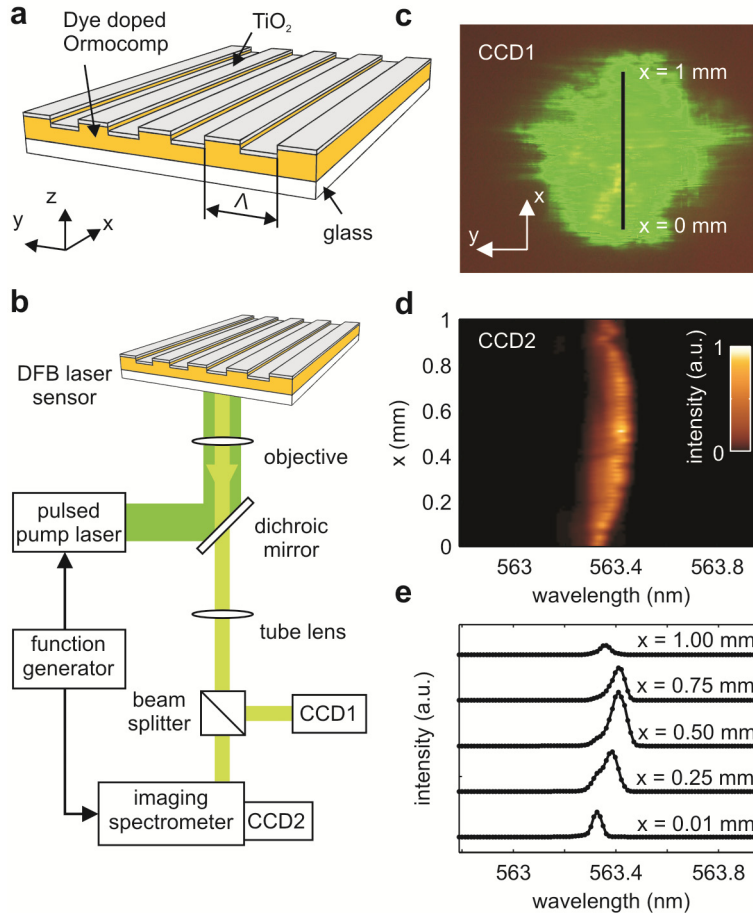 a
Dye doped
Ormocomp
TiO2
Λ
z
y
x
glass
b
DFB laser
sensor
objective
pulsed
pump laser
dichroic
mirror
function
generator
tube lens
beam
splitter
CCD1
imaging
spectrometer
CCD2
c
CCD1
x = 1 mm
x = 0 mm
x
y
d
CCD2
1
0.8
0.6
0.4
0.2
0
x (mm)
1
0
intensity (a.u.)
563
563.4
563.8
wavelength (nm)
e
x = 1.00 mm
x = 0.75 mm
x = 0.50 mm
x = 0.25 mm
x = 0.01 mm
intensity (a.u.)
563
563.4
563.8
wavelength (nm)